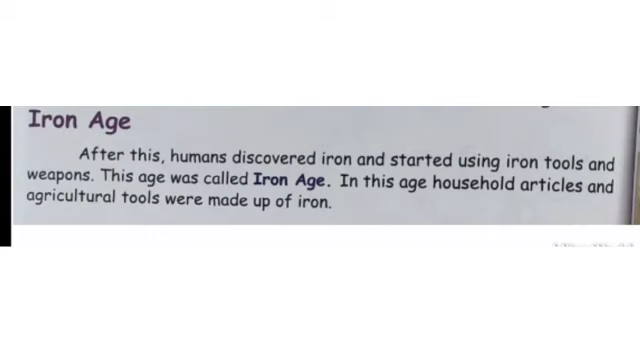 Iron Age
After this, humans discovered iron and started using iron tools and
weapons. This age was called Iron Age. In this age household articles and
agricultural tools were made up of iron.